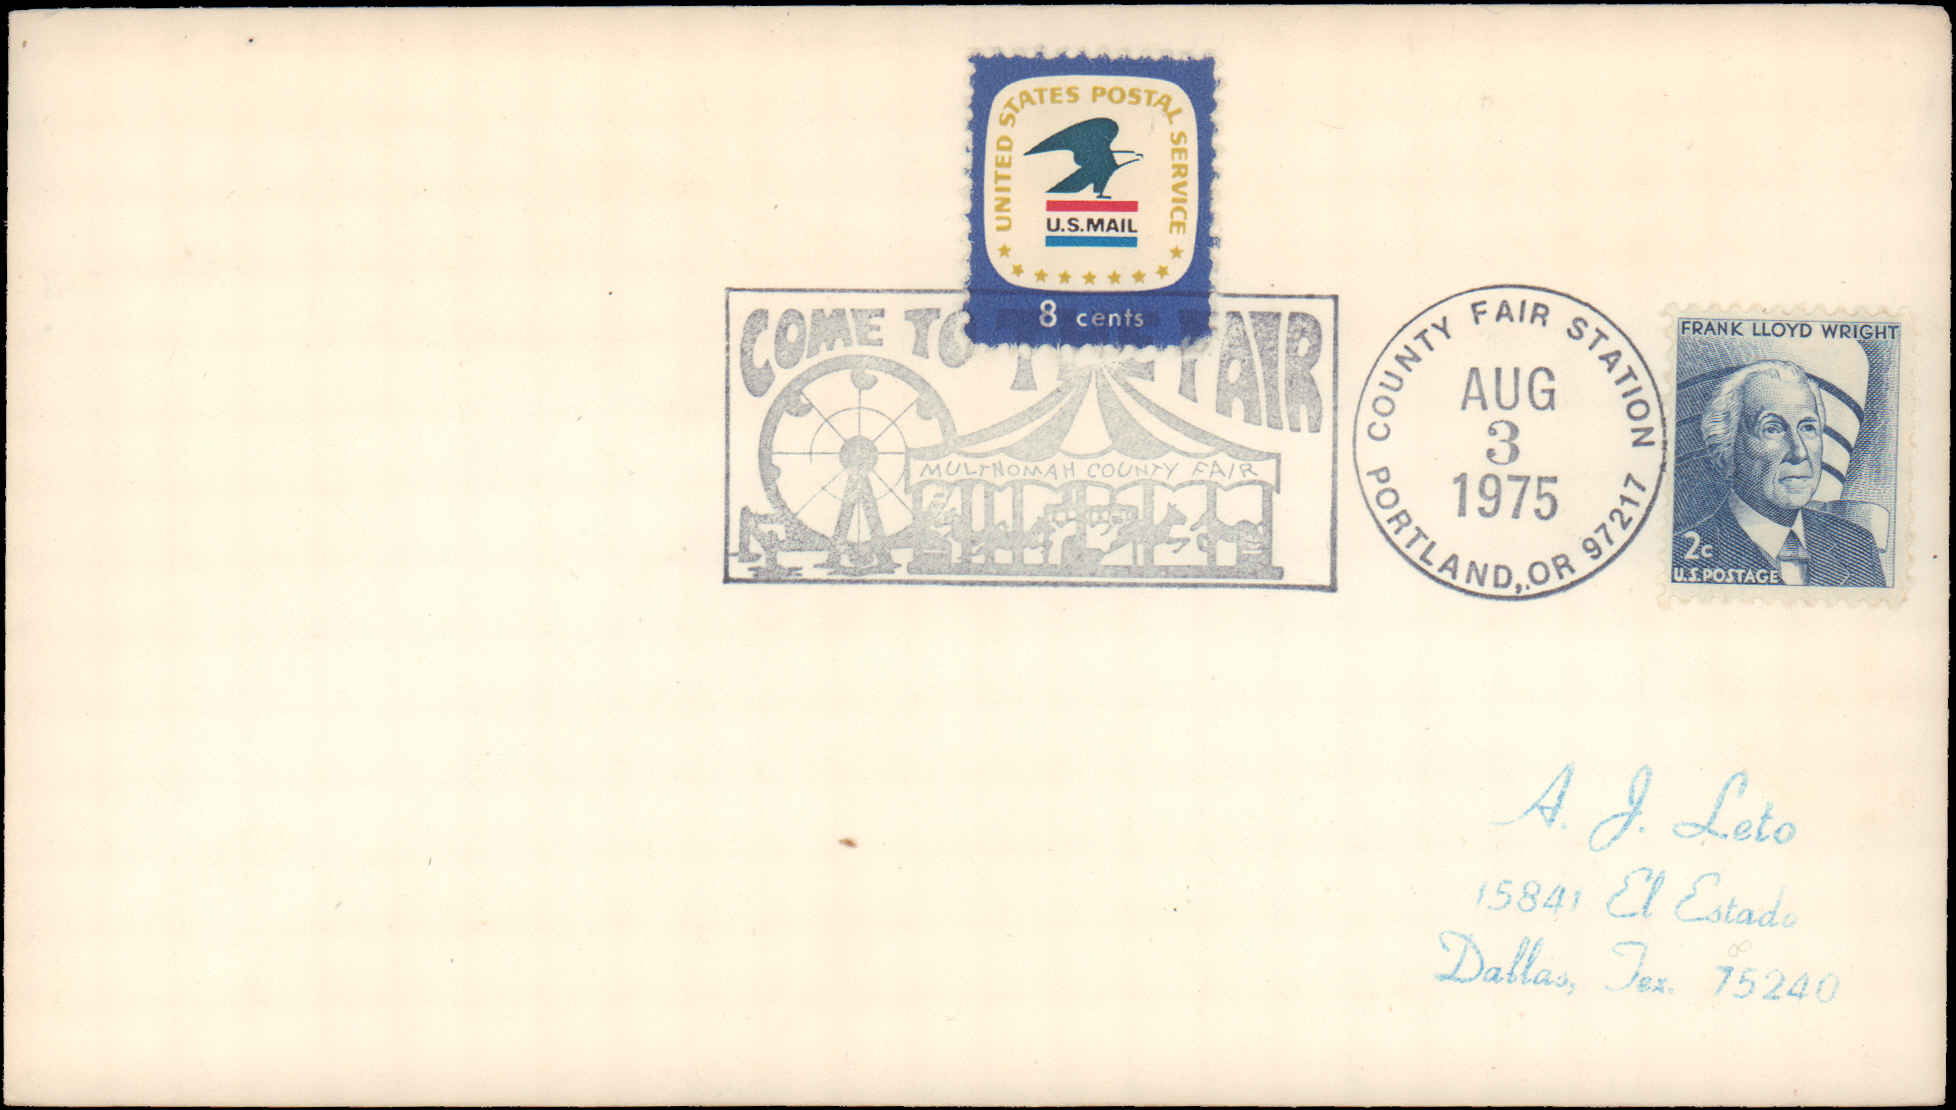 UNITED STATES POSTAL SERVICE
U.S.MAIL
8 cents
COME TO THE FAIR
MULTNOMAH COUNTY FAIR
COUNTY FAIR STATION
AUG
3
1975
PORTLAND, OR 97217
FRANK LLOYD WRIGHT
2c
U.S. POSTAGE
A. J. Leto
15841 El Estado
Dallas, Tex. 75240